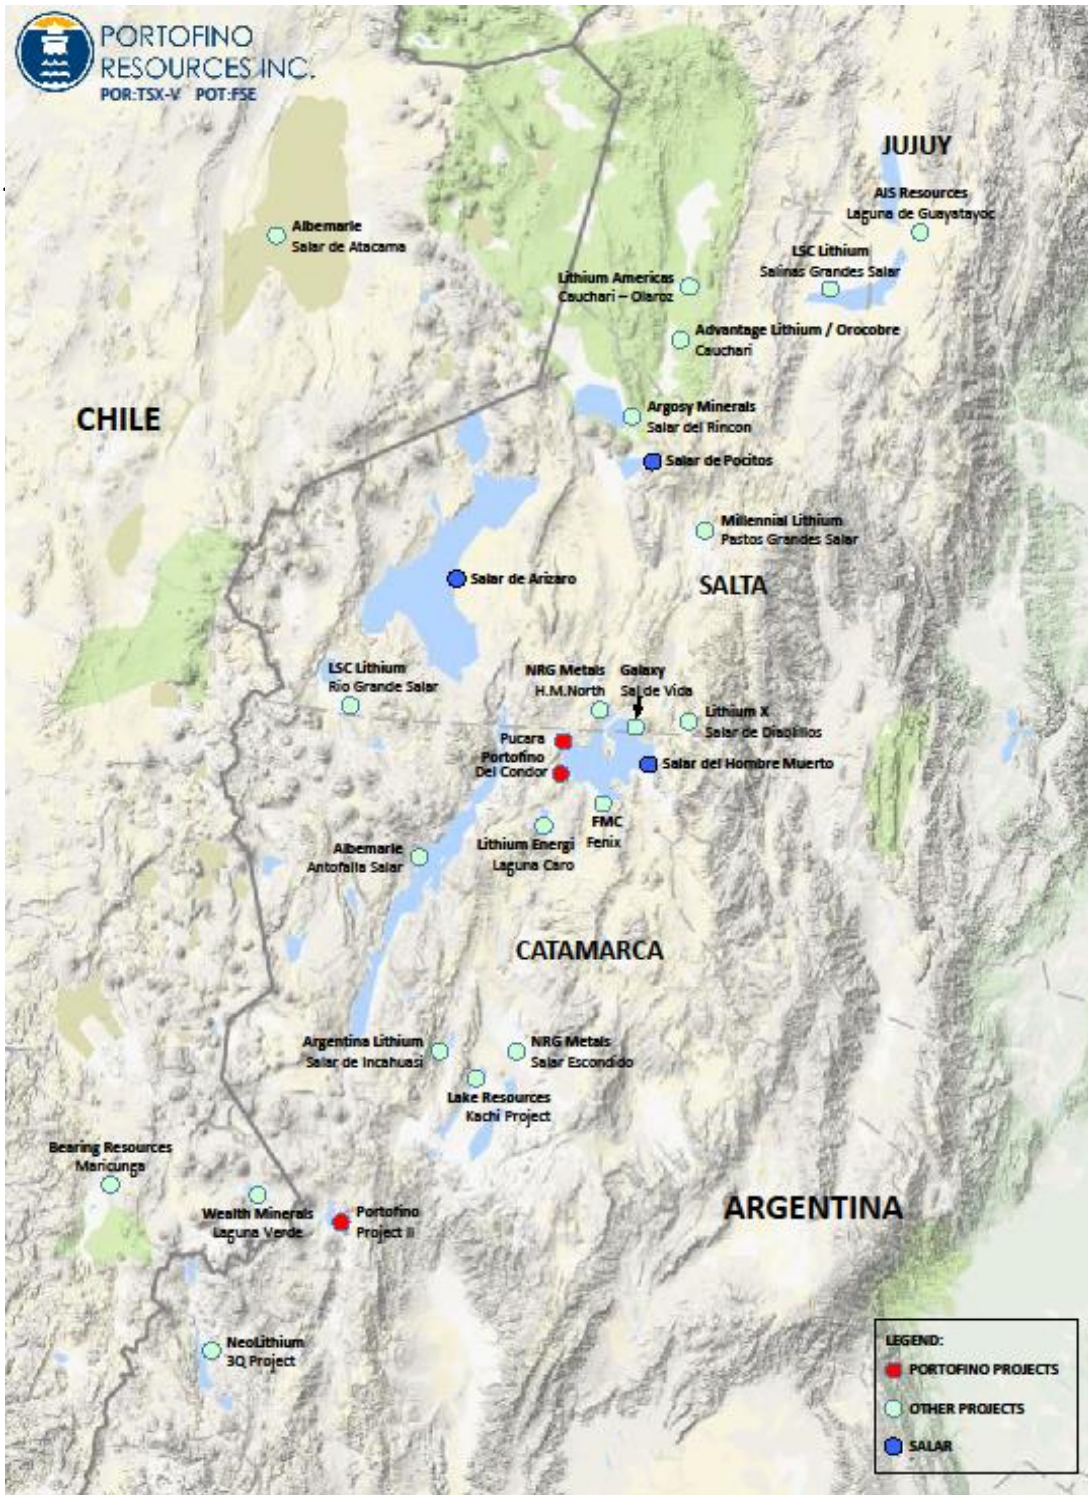 PORTOFINO
RESOURCES INC.
POR:TSX-V POT:FSE
JUJUY
AIS Resources
Laguna de Guayatayoc
Albemarle
Salar de Atacama
LSC Lithium
Salinas Grandes Salar
Lithium Americas
Cauchari – Olaroz
Advantage Lithium / Orocobre
Cauchari
CHILE
Argosy Minerals
Salar del Rincon
Salar de Pocitos
Millennial Lithium
Pastos Grandes Salar
Salar de Arizaro
SALTA
LSC Lithium
Rio Grande Salar
NRG Metals
H.M.North
Galaxy
Sal de Vida
Lithium X
Salar de Diablillos
Pucara
Portofino
Del Condor
Salar del Hombre Muerto
FMC
Fenix
Lithium Energi
Laguna Caro
Albemarle
Antofalla Salar
CATAMARCA
Argentina Lithium
Salar de Incahuasi
NRG Metals
Salar Escondido
Lake Resources
Kachi Project
Bearing Resources
Maricunga
Wealth Minerals
Laguna Verde
Portofino
Project II
ARGENTINA
NeoLithium
3Q Project
LEGEND:
PORTOFINO PROJECTS
OTHER PROJECTS
SALAR